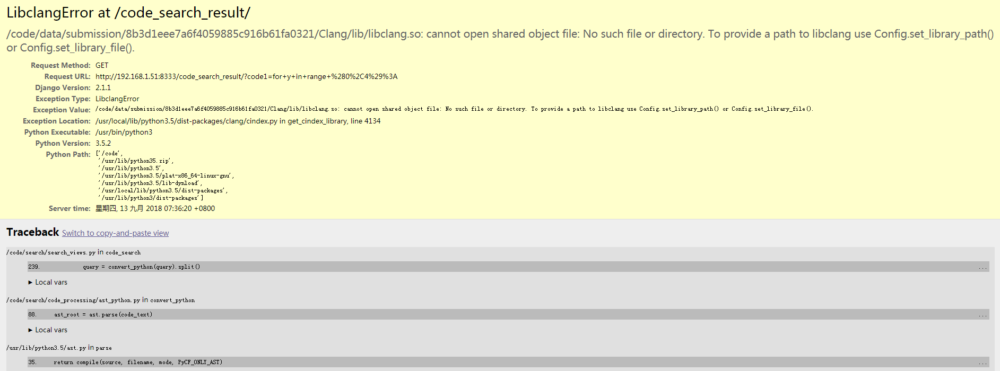 LibclangError at /code_search_result/
/code/data/submission/8b3d1eee7a6f4059885c916b61fa0321/Clang/lib/libclang.so: cannot open shared object file: No such file or directory. To provide a path to libclang use Config.set_library_path()
or Config.set_library_file().
Request Method: GET
Request URL: http://192.168.1.51:8333/code_search_result/?code1=for+y+in+range+%280%2C4%29%3A
Django Version: 2.1.1
Exception Type: LibclangError
Exception Value: /code/data/submission/8b3d1eee7a6f4059885c916b61fa0321/Clang/lib/libclang.so: cannot open shared object file: No such file or directory. To provide a path to libclang use Config.set_library_path() or Config.set_library_file().
Exception Location: /usr/local/lib/python3.5/dist-packages/clang/cindex.py in get_cindex_library, line 4134
Python Executable: /usr/bin/python3
Python Version: 3.5.2
Python Path: ['/code',
'/usr/lib/python35.zip',
'/usr/lib/python3.5',
'/usr/lib/python3.5/plat-x86_64-linux-gnu',
'/usr/lib/python3.5/lib-dynload',
'/usr/local/lib/python3.5/dist-packages',
'/usr/lib/python3/dist-packages']
Server time: 星期四, 13 九月 2018 07:36:20 +0800
Traceback Switch to copy-and-paste view
/code/search/search_views.py in code_search
239. query = convert_python(query).split() ...
▶ Local vars
/code/search/code_processing/ast_python.py in convert_python
88. ast_root = ast.parse(code_text) ...
▶ Local vars
/usr/lib/python3.5/ast.py in parse
35. return compile(source, filename, mode, PyCF_ONLY_AST) ...